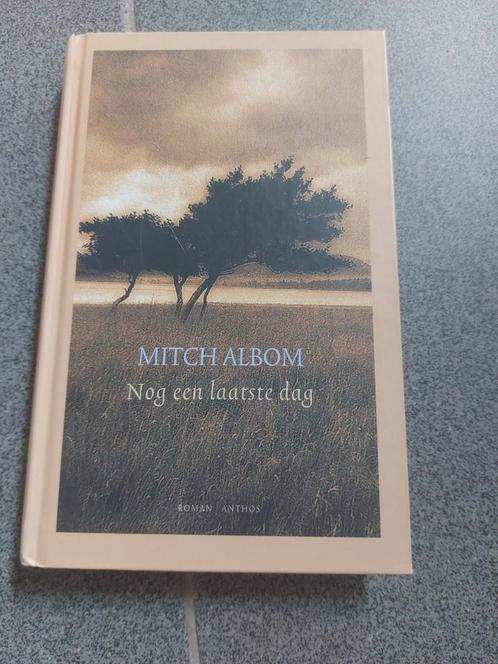 MITCH ALBOM
Nog een laatste dag
ROMAN ANTHOS